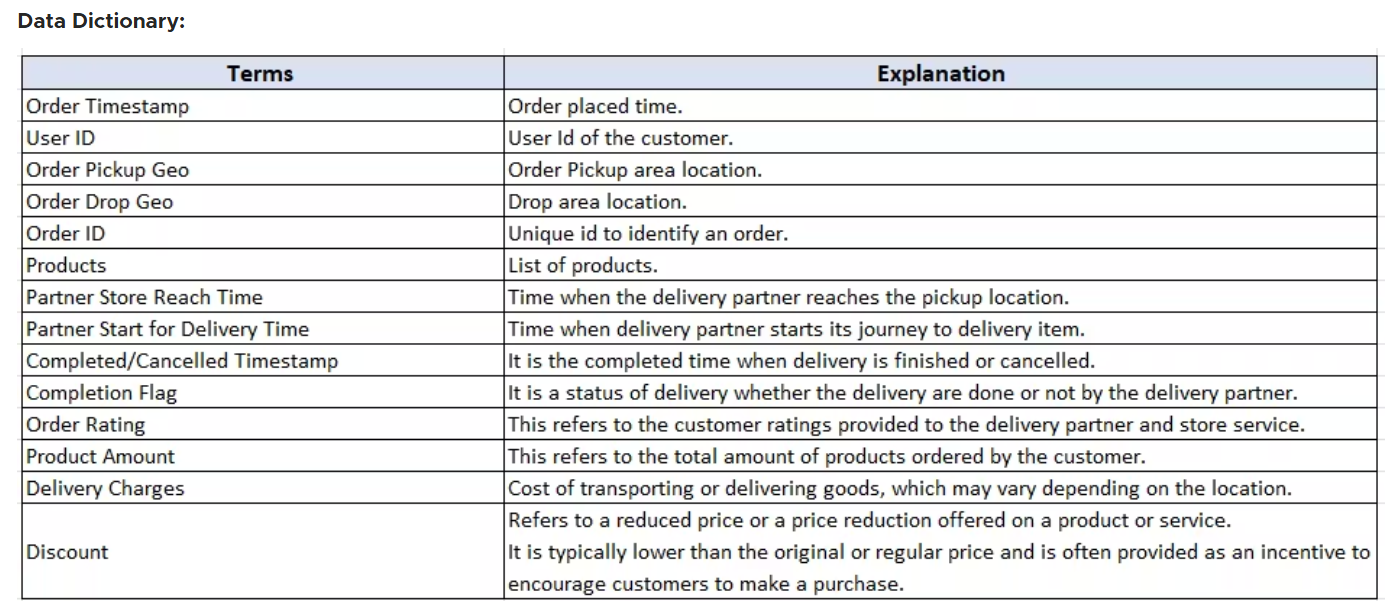 Data Dictionary:
Terms Explanation
Order Timestamp Order placed time.
User ID User Id of the customer.
Order Pickup Geo Order Pickup area location.
Order Drop Geo Drop area location.
Order ID Unique id to identify an order.
Products List of products.
Partner Store Reach Time Time when the delivery partner reaches the pickup location.
Partner Start for Delivery Time Time when delivery partner starts its journey to delivery item.
Completed/Cancelled Timestamp It is the completed time when delivery is finished or cancelled.
Completion Flag It is a status of delivery whether the delivery are done or not by the delivery partner.
Order Rating This refers to the customer ratings provided to the delivery partner and store service.
Product Amount This refers to the total amount of products ordered by the customer.
Delivery Charges Cost of transporting or delivering goods, which may vary depending on the location.
Discount
Refers to a reduced price or a price reduction offered on a product or service.
It is typically lower than the original or regular price and is often provided as an incentive to
encourage customers to make a purchase.